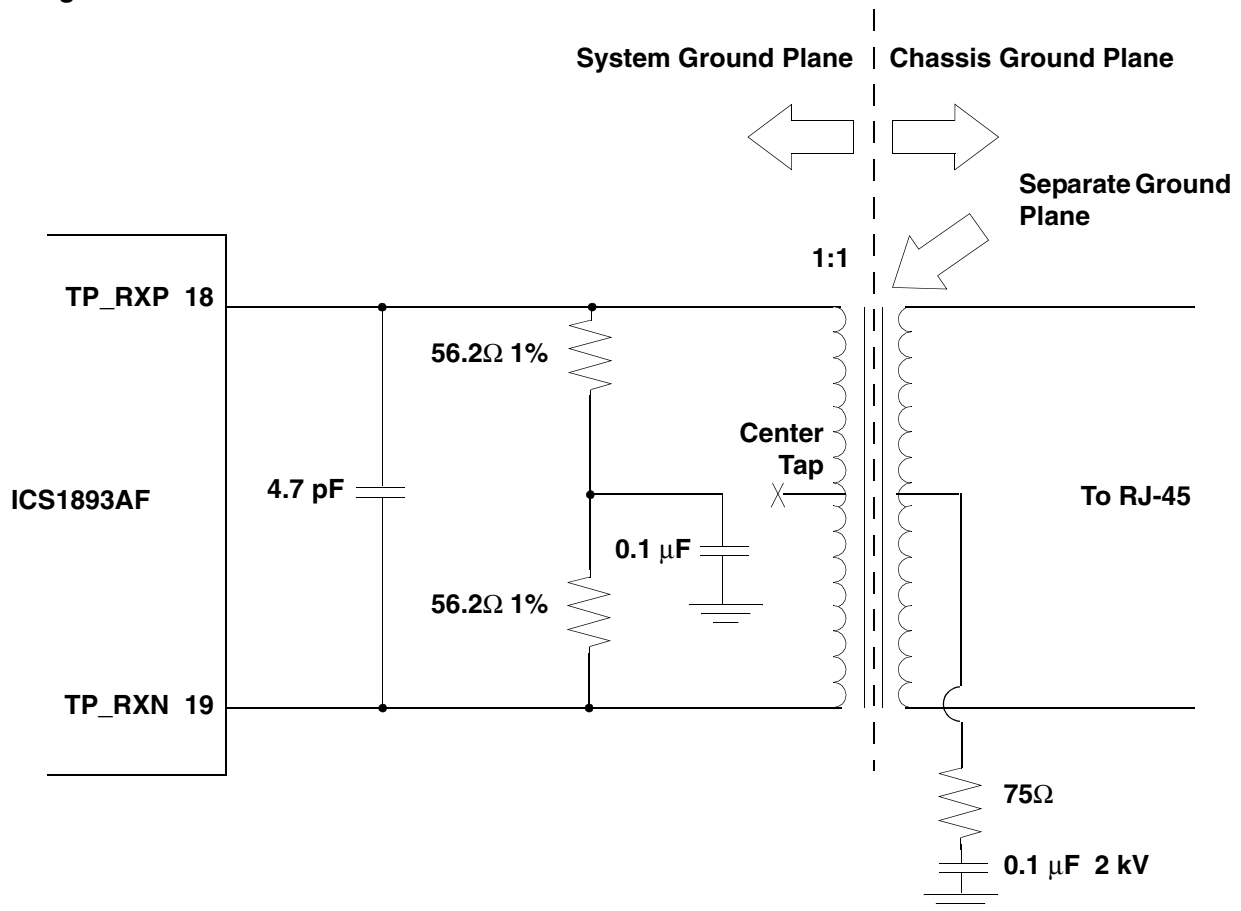 System Ground Plane
Chassis Ground Plane
Separate Ground
Plane
1:1
TP_RXP 18
56.2Ω 1%
Center
Tap
4.7 pF
ICS1893AF
To RJ-45
0.1 μF
56.2Ω 1%
TP_RXN 19
75Ω
0.1 μF 2 kV